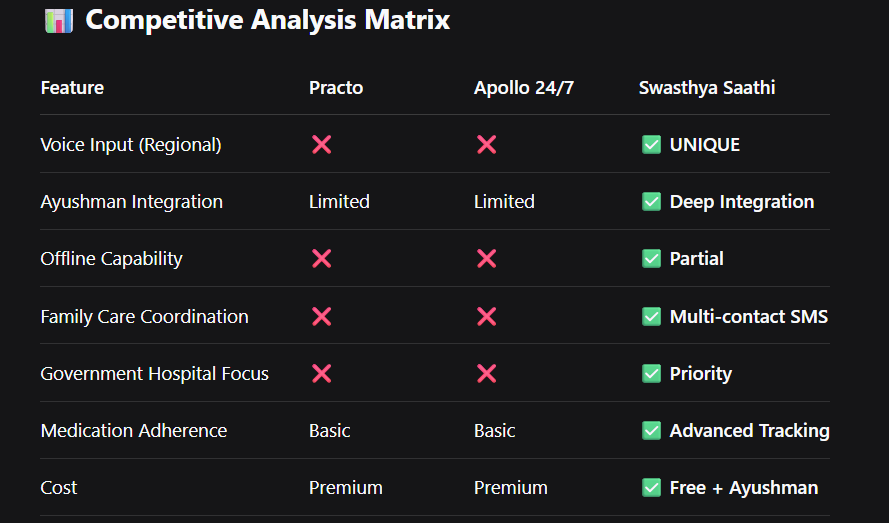 📊 Competitive Analysis Matrix
Feature Practo Apollo 24/7 Swasthya Saathi
Voice Input (Regional) ❌ ❌ ✅ UNIQUE
Ayushman Integration Limited Limited ✅ Deep Integration
Offline Capability ❌ ❌ ✅ Partial
Family Care Coordination ❌ ❌ ✅ Multi-contact SMS
Government Hospital Focus ❌ ❌ ✅ Priority
Medication Adherence Basic Basic ✅ Advanced Tracking
Cost Premium Premium ✅ Free + Ayushman